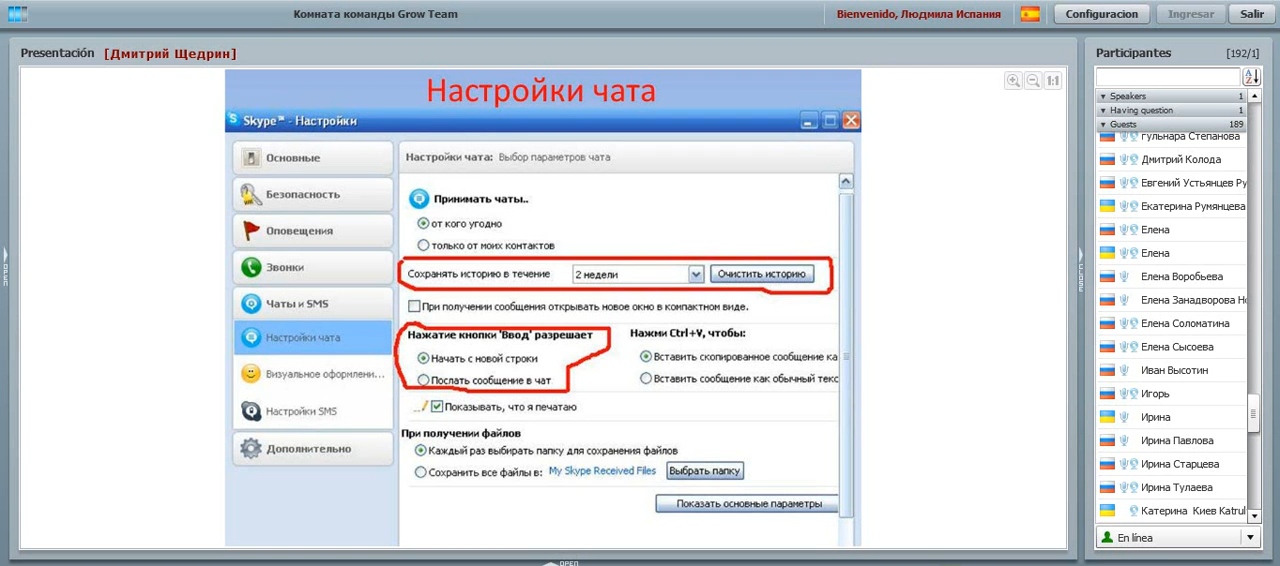 Комната команды Grow Team
Bienvenido, Людмила Испания
Configuracion
Ingresar
Salir
Presentación [Дмитрий Щедрин]
1:1
Настройки чата
Skype™ - Настройки
Основные
Безопасность
Оповещения
Звонки
Чаты и SMS
Настройки чата
Визуальное оформлени...
Настройки SMS
Дополнительно
Настройки чата: Выбор параметров чата
Принимать чаты..
от кого угодно
только от моих контактов
Сохранять историю в течение 2 недели Очистить историю
При получении сообщения открывать новое окно в компактном виде.
Нажатие кнопки 'Ввод' разрешает
Начать с новой строки
Послать сообщение в чат
Нажми Ctrl+V, чтобы:
Вставить скопированное сообщение ка
Вставить сообщение как обычный текс
Показывать, что я печатаю
При получении файлов
Каждый раз выбирать папку для сохранения файлов
Сохранить все файлы в: My Skype Received Files Выбрать папку
Показать основные параметры
Participantes [192/1]
Speakers 1
Having question 1
Guests 189
гульнара Степанова
Дмитрий Колода
Евгений Устьянцев Ру
Екатерина Румянцева
Елена
Елена
Елена Воробьева
Елена Занадворова Но
Елена Соломатина
Елена Сысоева
Иван Высотин
Игорь
Ирина
Ирина Павлова
Ирина Старцева
Ирина Тулаева
Катерина Киев Katrul
En línea
OPEN
OPEN
CLOSE